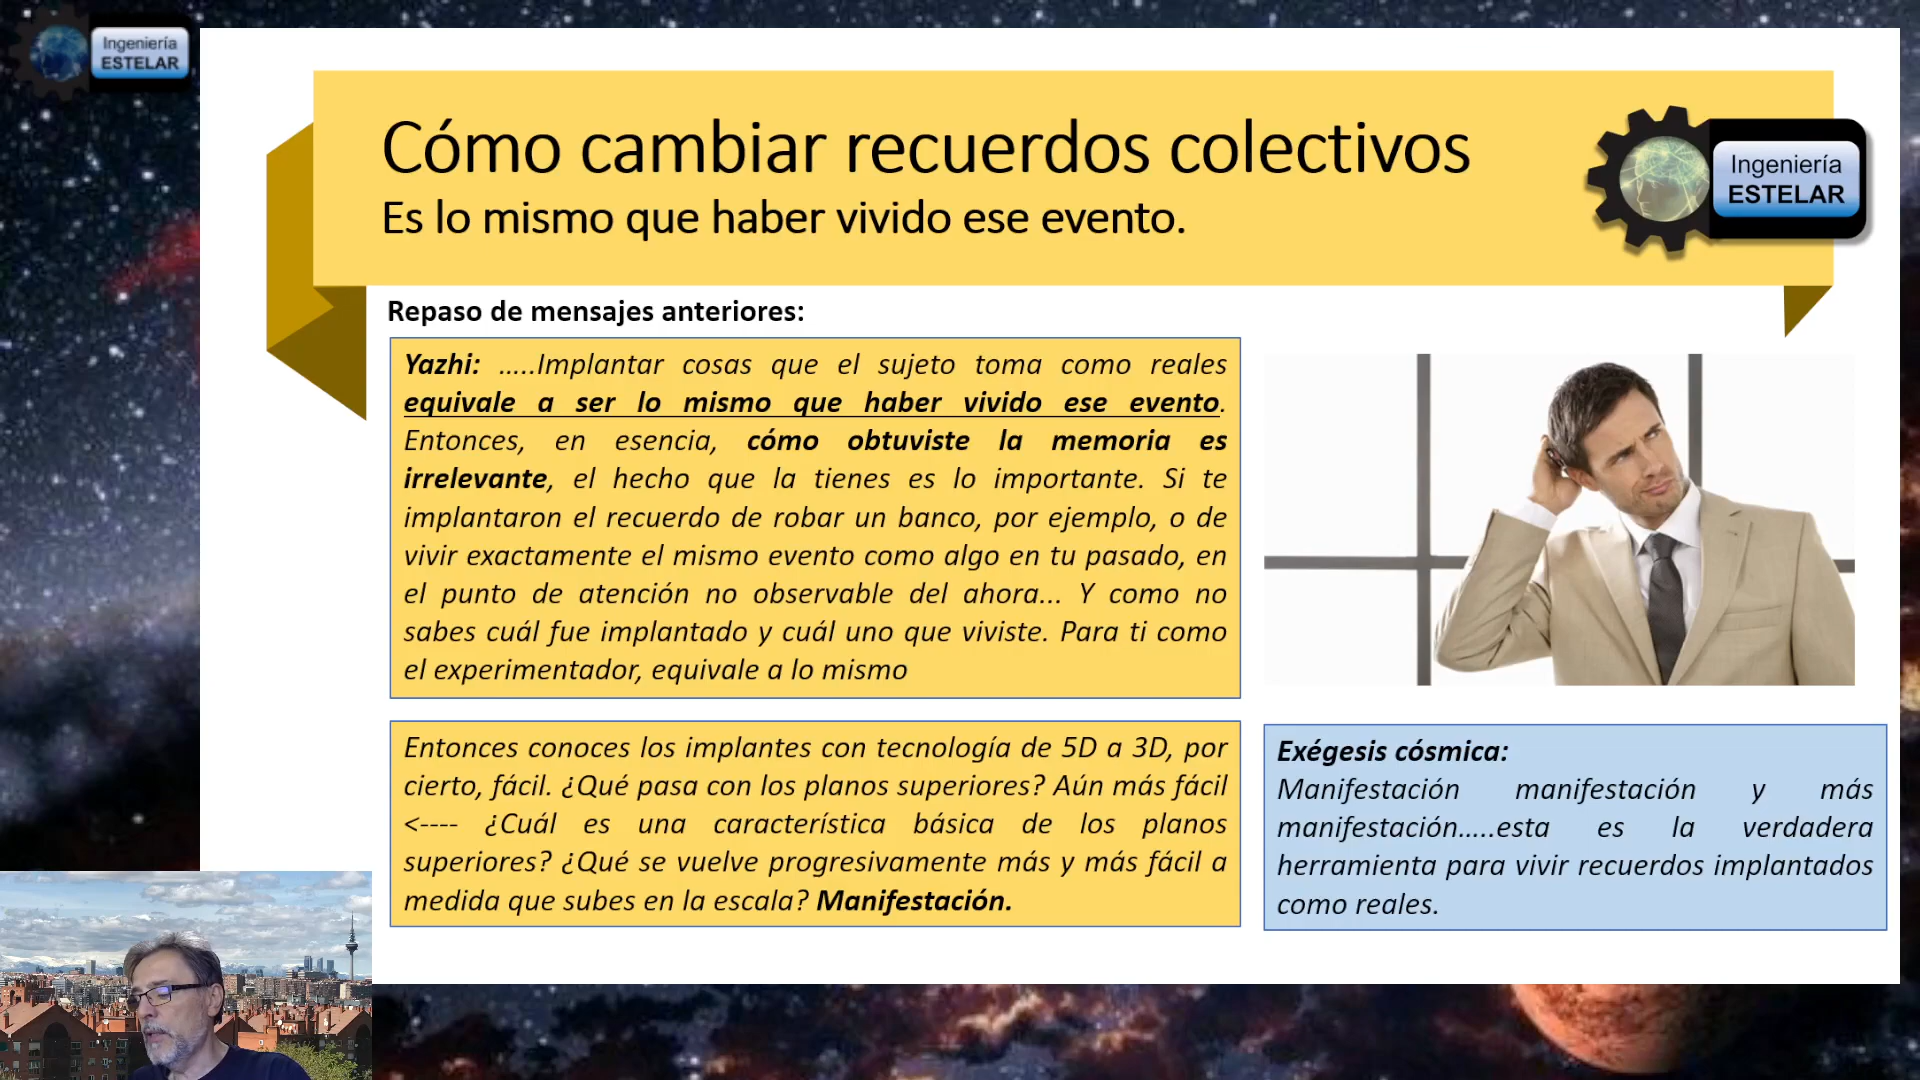 Ingeniería
ESTELAR
Cómo cambiar recuerdos colectivos
Es lo mismo que haber vivido ese evento.
Ingeniería
ESTELAR
Repaso de mensajes anteriores:
Yazhi: .....Implantar cosas que el sujeto toma como reales
equivale a ser lo mismo que haber vivido ese evento.
Entonces, en esencia, cómo obtuviste la memoria es
irrelevante, el hecho que la tienes es lo importante. Si te
implantaron el recuerdo de robar un banco, por ejemplo, o de
vivir exactamente el mismo evento como algo en tu pasado, en
el punto de atención no observable del ahora... Y como no
sabes cuál fue implantado y cuál uno que viviste. Para ti como
el experimentador, equivale a lo mismo
Entonces conoces los implantes con tecnología de 5D a 3D, por
cierto, fácil. ¿Qué pasa con los planos superiores? Aún más fácil
<---- ¿Cuál es una característica básica de los planos
superiores? ¿Qué se vuelve progresivamente más y más fácil a
medida que subes en la escala? Manifestación.
Exégesis cósmica:
Manifestación manifestación y más
manifestación.....esta es la verdadera
herramienta para vivir recuerdos implantados
como reales.